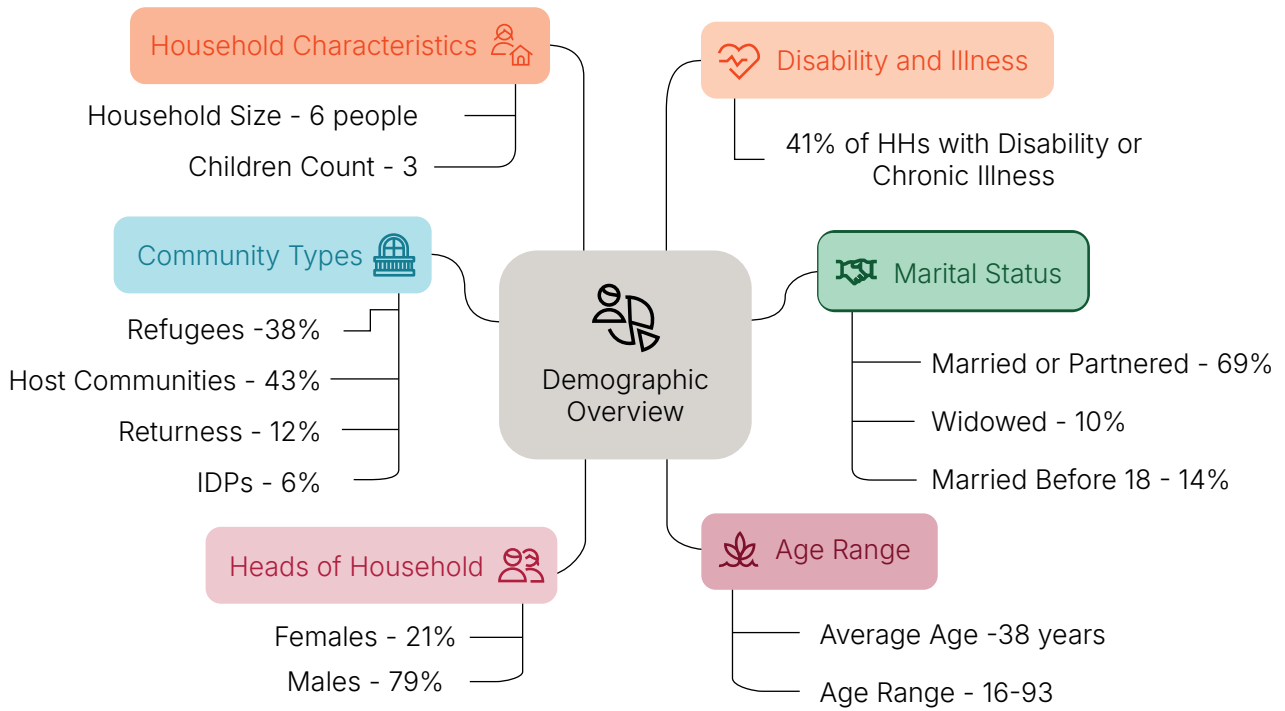 Household Characteristics
Household Size - 6 people
Children Count - 3
Community Types
Refugees -38%
Host Communities - 43%
Returness - 12%
IDPs - 6%
Heads of Household
Females - 21%
Males - 79%
Demographic
Overview
Disability and Illness
41% of HHs with Disability or
Chronic Illness
Marital Status
Married or Partnered - 69%
Widowed - 10%
Married Before 18 - 14%
Age Range
Average Age -38 years
Age Range - 16-93